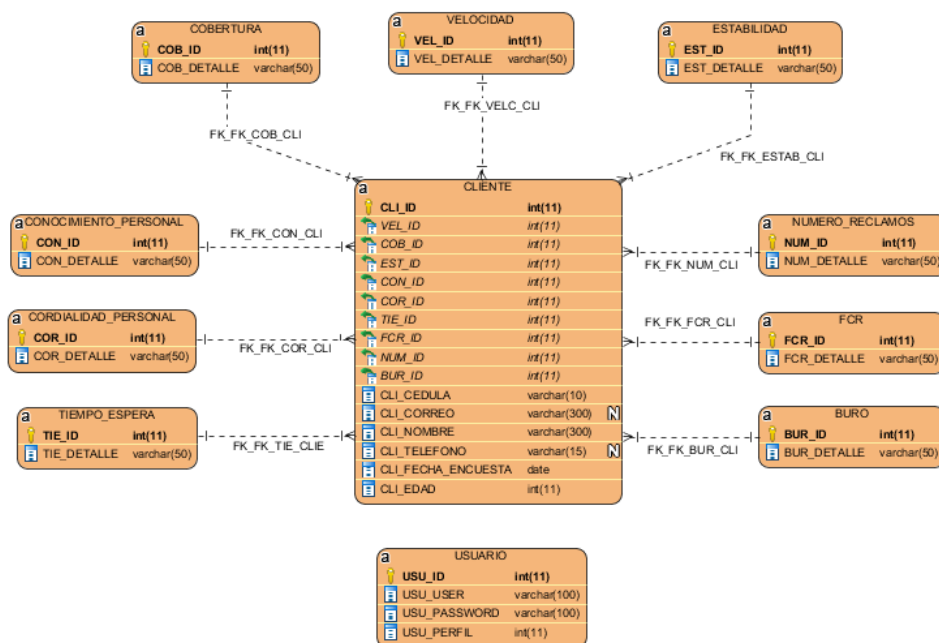 a COBERTURA
COB_ID int(11)
COB_DETALLE varchar(50)
a VELOCIDAD
VEL_ID int(11)
VEL_DETALLE varchar(50)
a ESTABILIDAD
EST_ID int(11)
EST_DETALLE varchar(50)
FK_FK_COB_CLI
FK_FK_VELC_CLI
FK_FK_ESTAB_CLI
a CONOCIMIENTO_PERSONAL
CON_ID int(11)
CON_DETALLE varchar(50)
FK_FK_CON_CLI
a CORDIALIDAD_PERSONAL
COR_ID int(11)
COR_DETALLE varchar(50)
FK_FK_COR_CLI
a TIEMPO_ESPERA
TIE_ID int(11)
TIE_DETALLE varchar(50)
FK_FK_TIE_CLIE
a CLIENTE
CLI_ID int(11)
VEL_ID int(11)
COB_ID int(11)
EST_ID int(11)
CON_ID int(11)
COR_ID int(11)
TIE_ID int(11)
FCR_ID int(11)
NUM_ID int(11)
BUR_ID int(11)
CLI_CEDULA varchar(10)
CLI_CORREO varchar(300) N
CLI_NOMBRE varchar(300)
CLI_TELEFONO varchar(15) N
CLI_FECHA_ENCUESTA date
CLI_EDAD int(11)
a NUMERO_RECLAMOS
NUM_ID int(11)
NUM_DETALLE varchar(50)
FK_FK_NUM_CLI
a FCR
FCR_ID int(11)
FCR_DETALLE varchar(50)
FK_FK_FCR_CLI
a BURO
BUR_ID int(11)
BUR_DETALLE varchar(50)
FK_FK_BUR_CLI
a USUARIO
USU_ID int(11)
USU_USER varchar(100)
USU_PASSWORD varchar(100)
USU_PERFIL int(11)